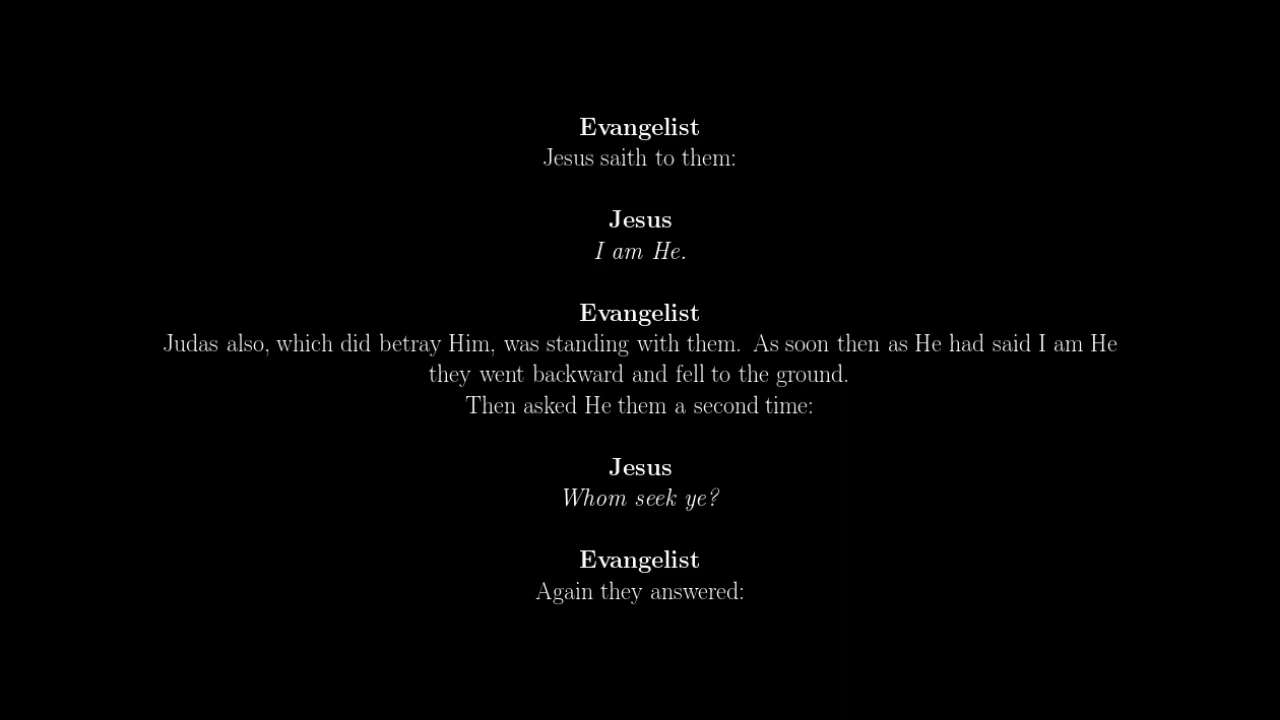 Evangelist
Jesus saith to them:
Jesus
I am He.
Evangelist
Judas also, which did betray Him, was standing with them. As soon then as He had said I am He
they went backward and fell to the ground.
Then asked He them a second time:
Jesus
Whom seek ye?
Evangelist
Again they answered: